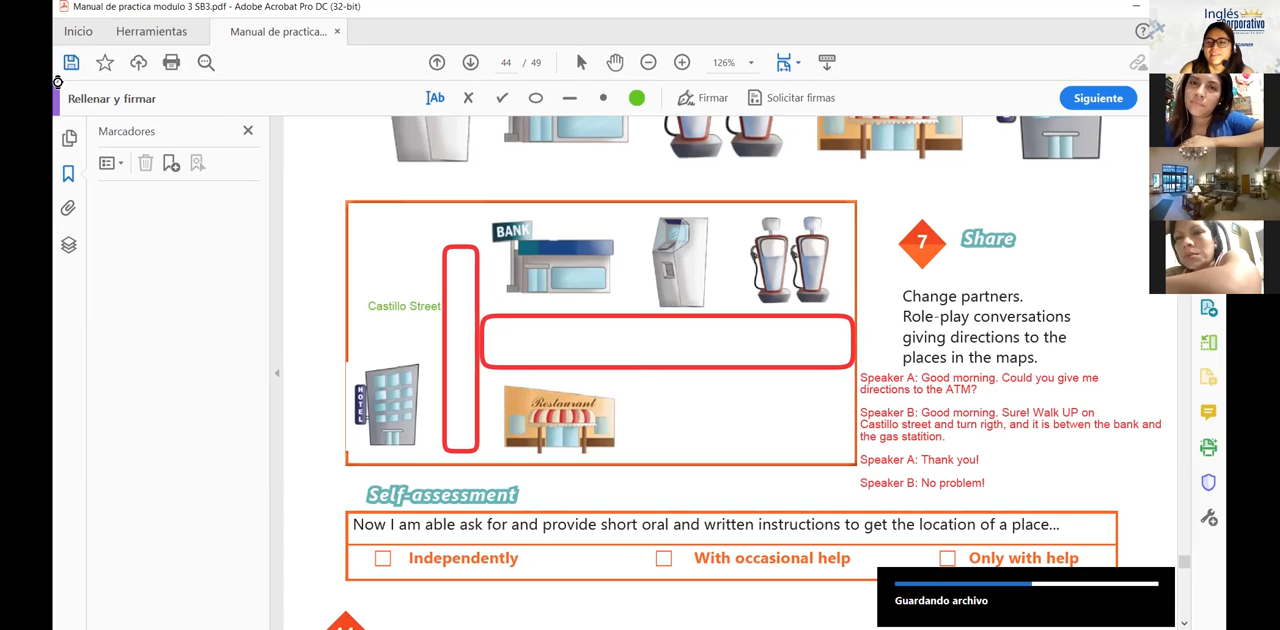 Manual de practica modulo 3 SB3.pdf - Adobe Acrobat Pro DC (32-bit)
Inicio
Herramientas
Manual de practica...
44 / 49
126%
Rellenar y firmar
Ab
Firmar
Solicitar firmas
Siguiente
Marcadores
Inglés
Corporativo
BANK
Castillo Street
HOTEL
Restaurant
7
Share
Change partners.
Role-play conversations
giving directions to the
places in the maps.
Speaker A: Good morning. Could you give me
directions to the ATM?
Speaker B: Good morning. Sure! Walk UP on
Castillo street and turn rigth, and it is betwen the bank and
the gas statition.
Speaker A: Thank you!
Speaker B: No problem!
Self-assessment
Now I am able ask for and provide short oral and written instructions to get the location of a place...
Independently
With occasional help
Only with help
Guardando archivo